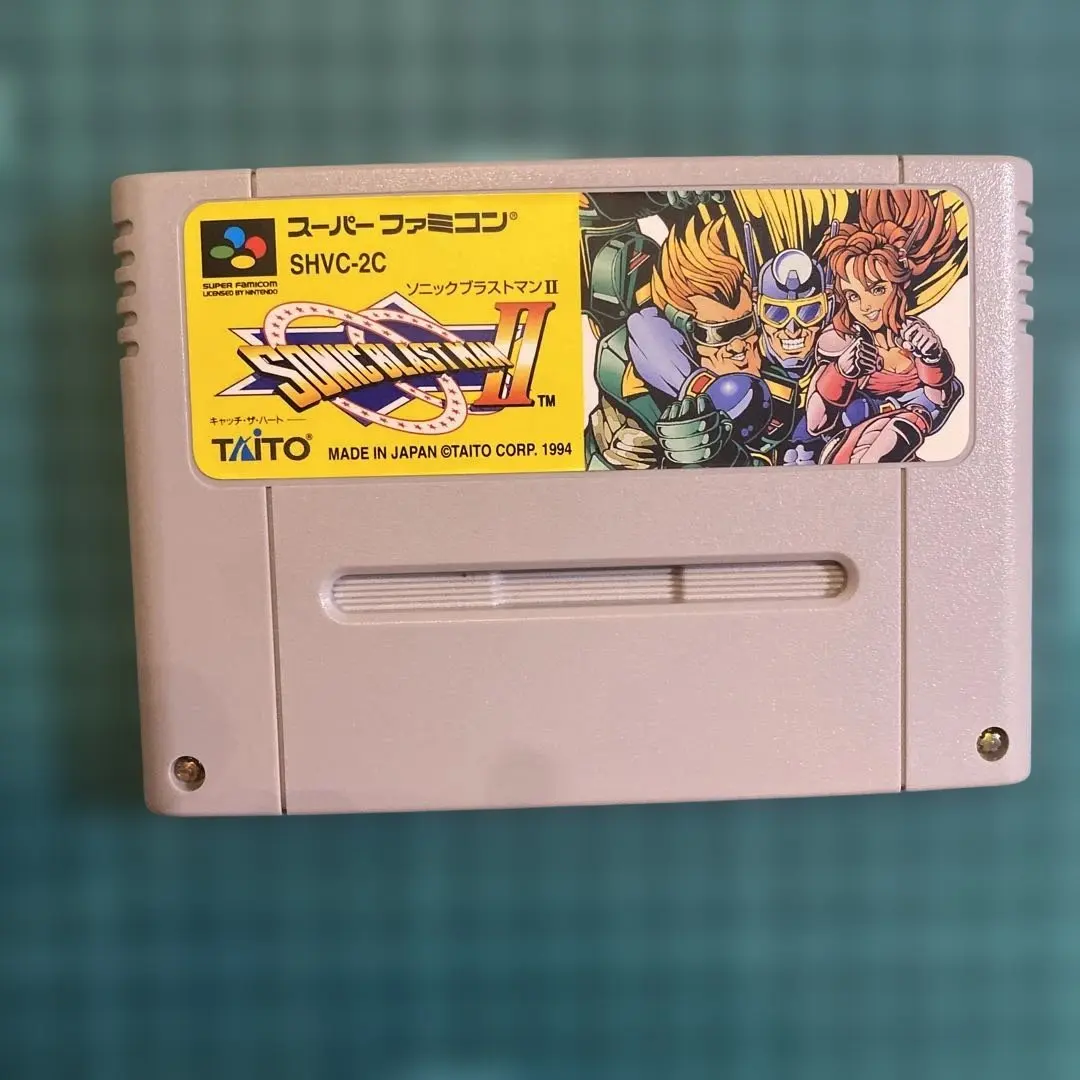 スーパーファミコン®
SHVC-2C
SUPER FAMICOM
LICENSED BY NINTENDO
ソニックブラストマンII
SONIC BLAST MAN II™
キャッチ・ザ・ハート
TAITO®
MADE IN JAPAN ©TAITO CORP. 1994